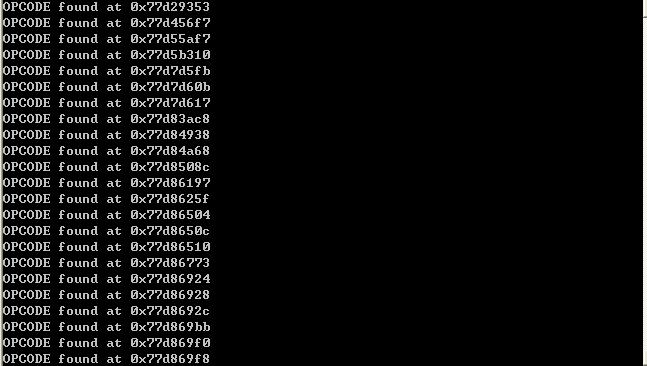 OPCODE found at 0x77d29353
OPCODE found at 0x77d456f7
OPCODE found at 0x77d55af7
OPCODE found at 0x77d5b310
OPCODE found at 0x77d7d5fb
OPCODE found at 0x77d7d60b
OPCODE found at 0x77d7d617
OPCODE found at 0x77d83ac8
OPCODE found at 0x77d84938
OPCODE found at 0x77d84a68
OPCODE found at 0x77d8508c
OPCODE found at 0x77d86197
OPCODE found at 0x77d8625f
OPCODE found at 0x77d86504
OPCODE found at 0x77d8650c
OPCODE found at 0x77d86510
OPCODE found at 0x77d86773
OPCODE found at 0x77d86924
OPCODE found at 0x77d86928
OPCODE found at 0x77d8692c
OPCODE found at 0x77d869bb
OPCODE found at 0x77d869f0
OPCODE found at 0x77d869f8